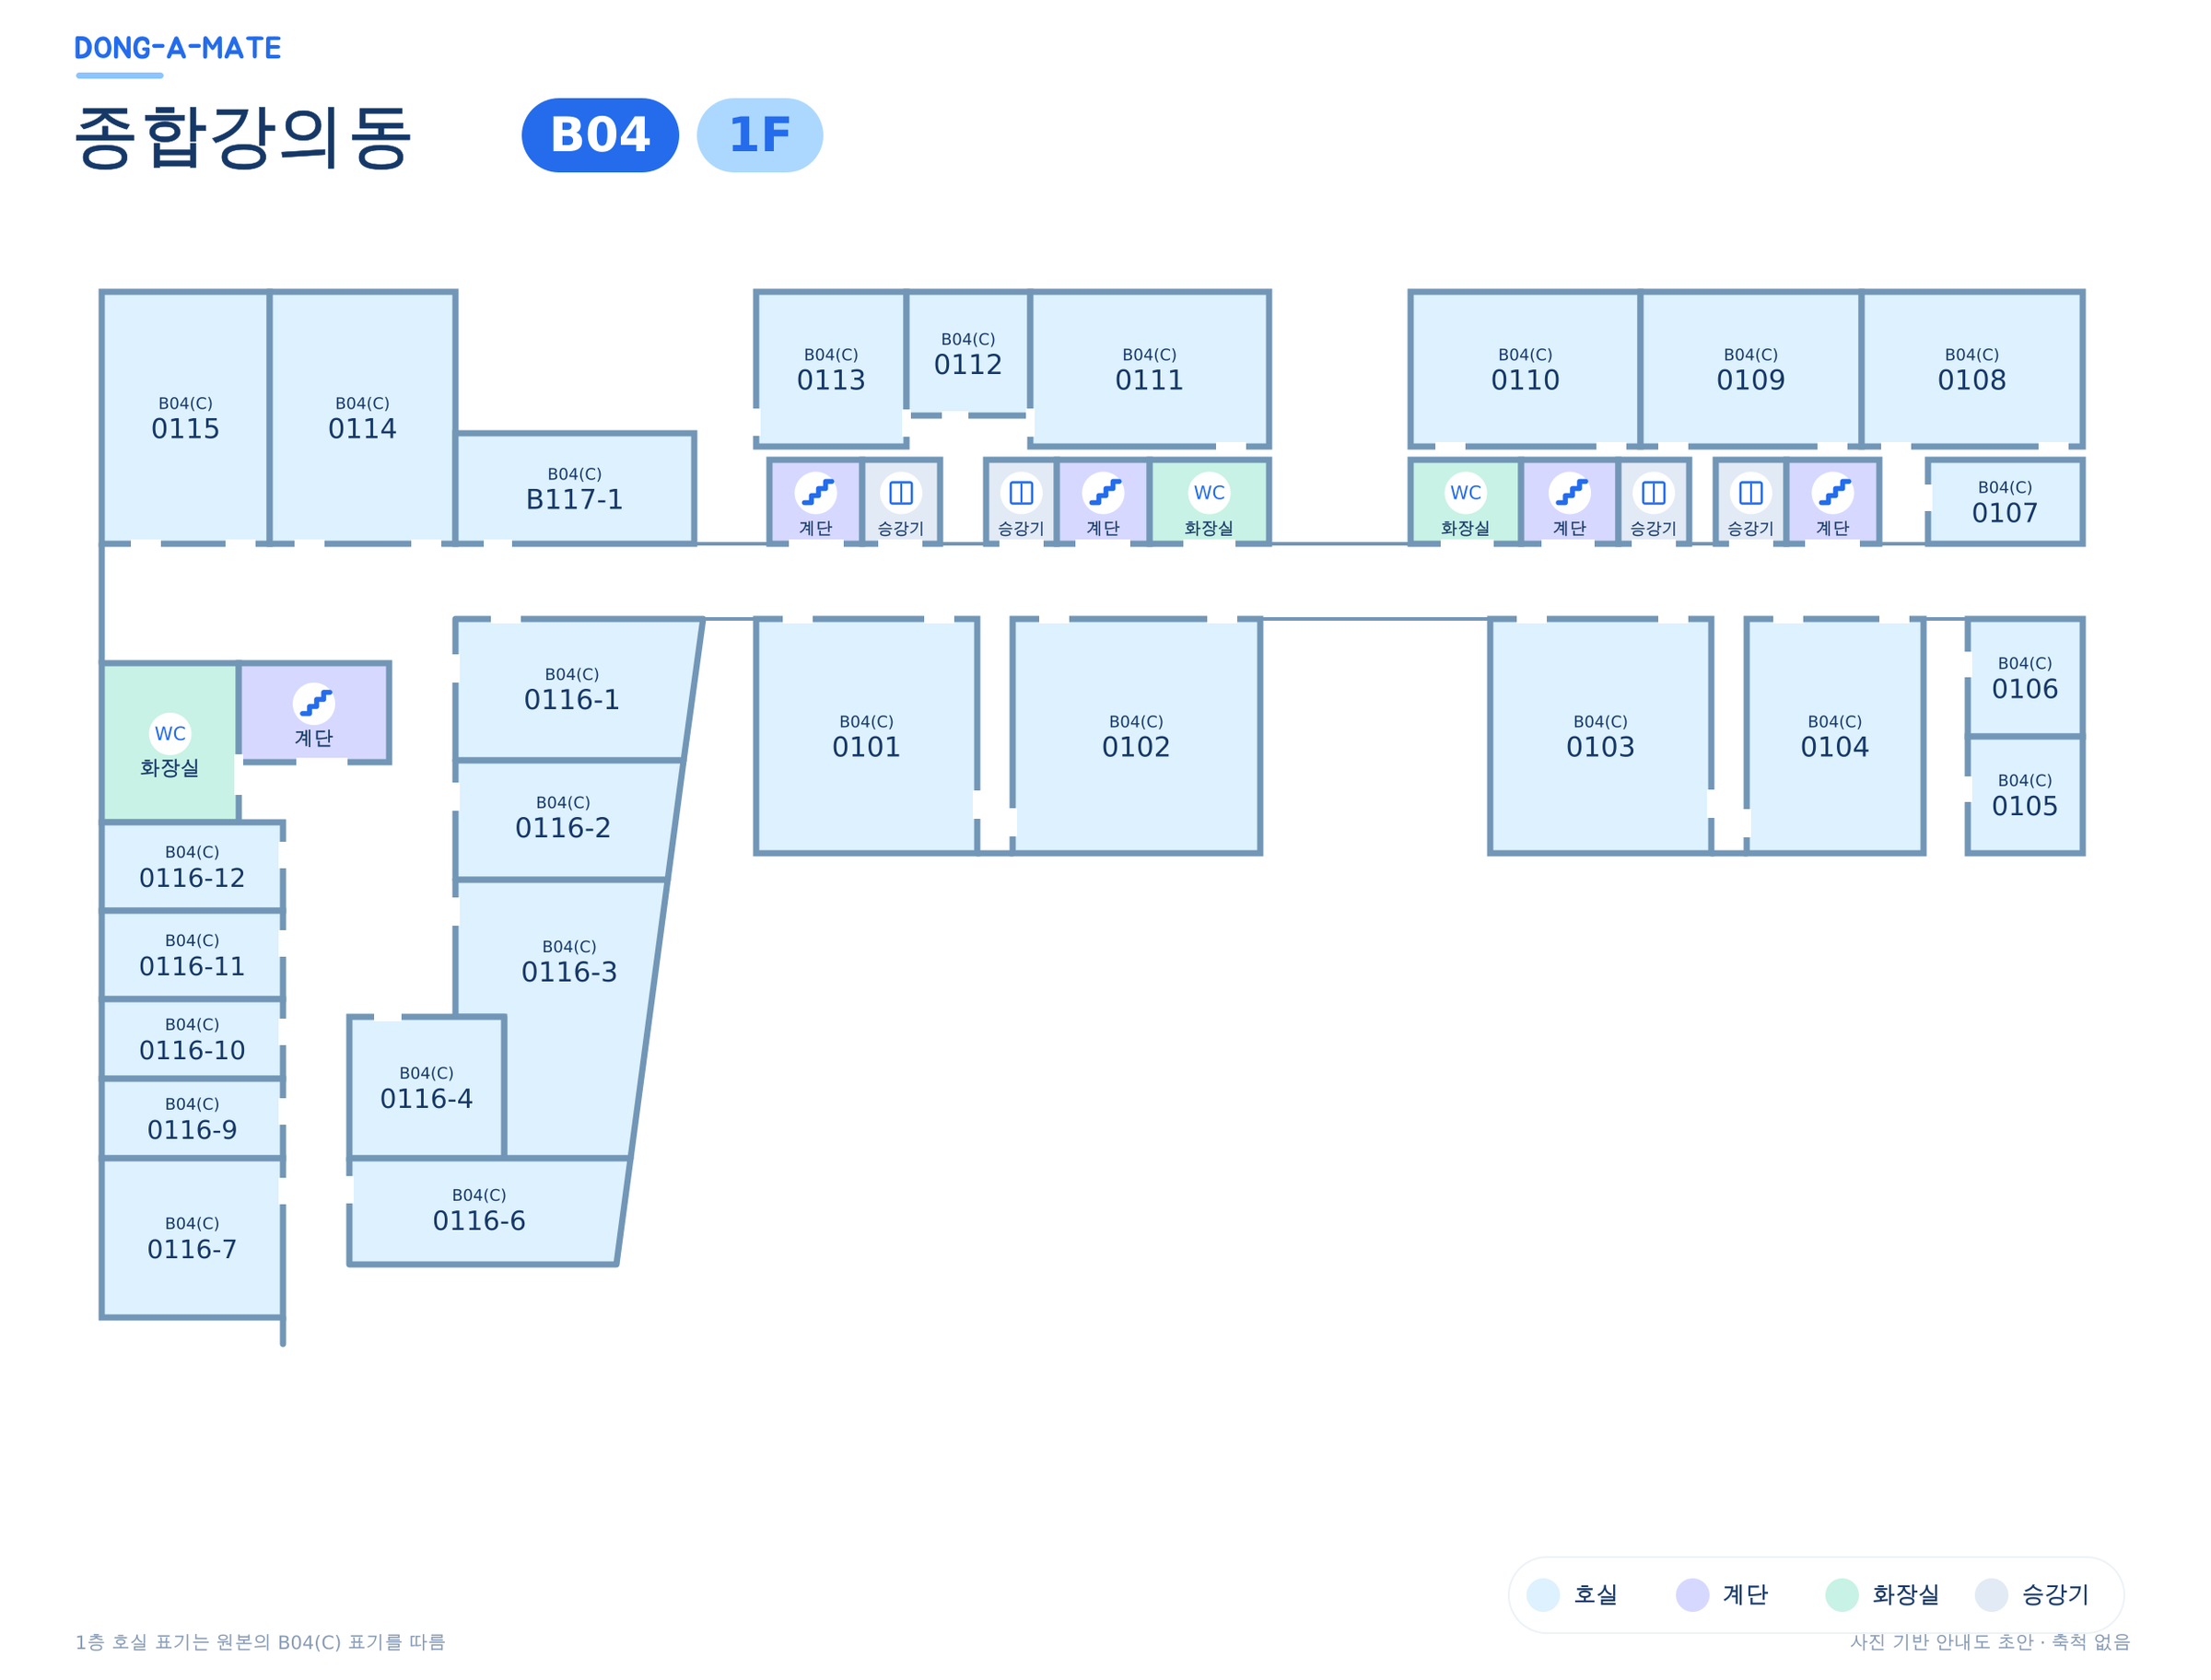 DONG-A-MATE
종합강의동 B04 1F
B04(C)
0115
B04(C)
0114
B04(C)
B117-1
B04(C)
0113
B04(C)
0112
B04(C)
0111
B04(C)
0110
B04(C)
0109
B04(C)
0108
계단
승강기
승강기
계단
WC
화장실
WC
화장실
계단
승강기
승강기
계단
B04(C)
0107
WC
화장실
계단
B04(C)
0116-1
B04(C)
0116-2
B04(C)
0116-3
B04(C)
0101
B04(C)
0102
B04(C)
0103
B04(C)
0104
B04(C)
0106
B04(C)
0105
B04(C)
0116-12
B04(C)
0116-11
B04(C)
0116-10
B04(C)
0116-9
B04(C)
0116-7
B04(C)
0116-4
B04(C)
0116-6
호실 계단 화장실 승강기
1층 호실 표기는 원본의 B04(C) 표기를 따름
사진 기반 안내도 초안 · 축척 없음